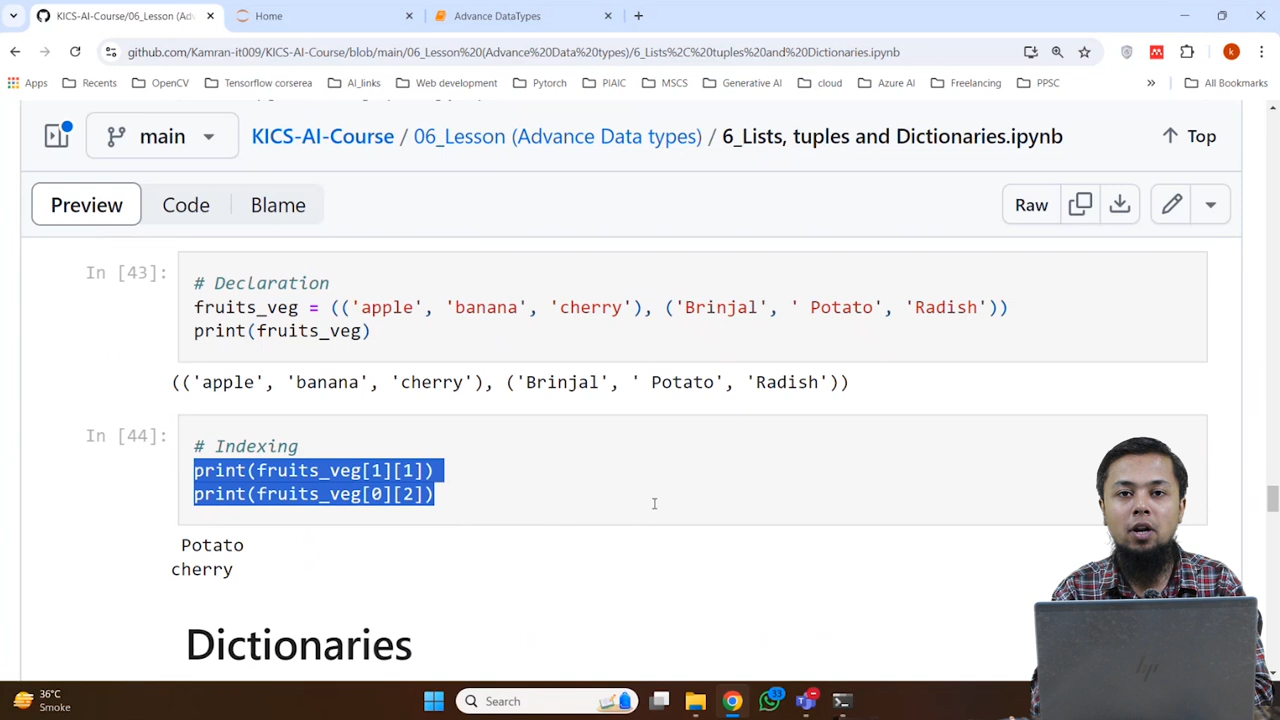 KICS-AI-Course/06_Lesson (Adv
Home
Advance DataTypes
github.com/Kamran-it009/KICS-AI-Course/blob/main/06_Lesson%20(Advance%20Data%20types)/6_Lists%2C%20tuples%20and%20Dictionaries.ipynb
k
Apps Recents OpenCV Tensorflow corserea AI_links Web development Pytorch PIAIC MSCS Generative AI cloud Azure AI Freelancing PPSC » All Bookmarks
main KICS-AI-Course / 06_Lesson (Advance Data types) / 6_Lists, tuples and Dictionaries.ipynb Top
Preview Code Blame Raw
In [43]:
# Declaration
fruits_veg = (('apple', 'banana', 'cherry'), ('Brinjal', ' Potato', 'Radish'))
print(fruits_veg)
(('apple', 'banana', 'cherry'), ('Brinjal', ' Potato', 'Radish'))
In [44]:
# Indexing
print(fruits_veg[1][1])
print(fruits_veg[0][2])
Potato
cherry
Dictionaries
36°C
Smoke
Search
33
hp